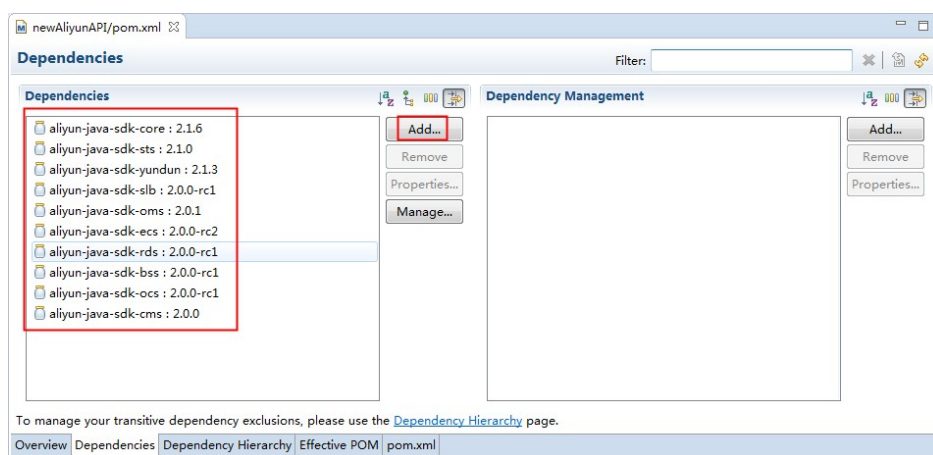 newAliyunAPI/pom.xml
Dependencies
Filter:
Dependencies
Dependency Management
aliyun-java-sdk-core : 2.1.6
aliyun-java-sdk-sts : 2.1.0
aliyun-java-sdk-yundun : 2.1.3
aliyun-java-sdk-slb : 2.0.0-rc1
aliyun-java-sdk-oms : 2.0.1
aliyun-java-sdk-ecs : 2.0.0-rc2
aliyun-java-sdk-rds : 2.0.0-rc1
aliyun-java-sdk-bss : 2.0.0-rc1
aliyun-java-sdk-ocs : 2.0.0-rc1
aliyun-java-sdk-cms : 2.0.0
Add...
Remove
Properties...
Manage...
Add...
Remove
Properties...
To manage your transitive dependency exclusions, please use the Dependency Hierarchy page.
Overview Dependencies Dependency Hierarchy Effective POM pom.xml